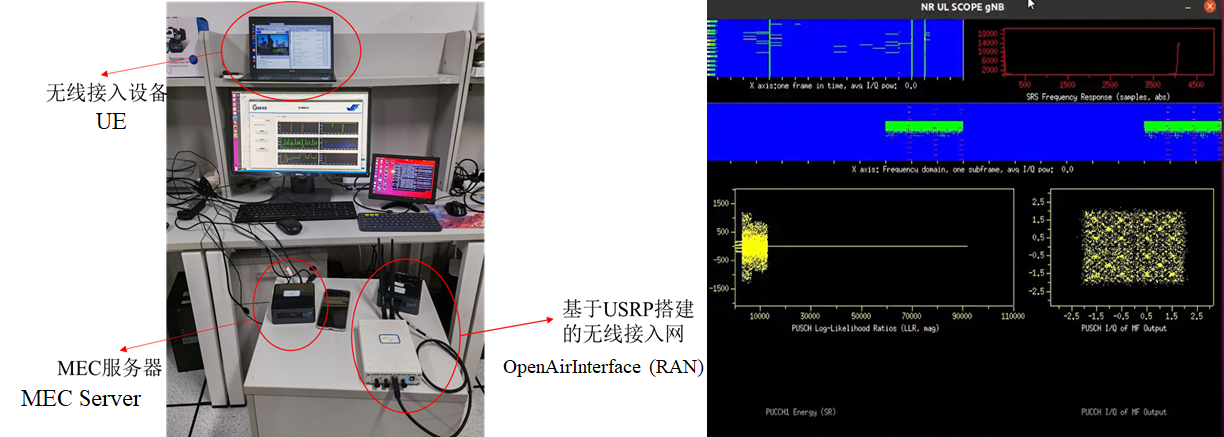 无线接入设备
UE
MEC服务器
MEC Server
基于USRP搭建
的无线接入网
OpenAirInterface (RAN)
NR UL SCOPE gNB
X axis:one frame in time, avg I/Q pow: 0,0
10000
14000
10000
6000
2000
500
1500
2500
3500
4500
SRS Frequency Response (samples, abs)
X axis: Frequency domain, one subframe, avg I/Q pow: 0,0
1500
500
-500
-1500
10000
30000
50000
70000
90000
110000
PUSCH Log-Likelihood Ratios (LLR, mag)
2.5
1.5
0.5
-0.5
-1.5
-2.5
-2.5
-1.5
-0.5
0.5
1.5
2.5
PUSCH I/Q of MF Output
PUCCH1 Energy (SR)
PUCCH I/Q of MF Output
DELL